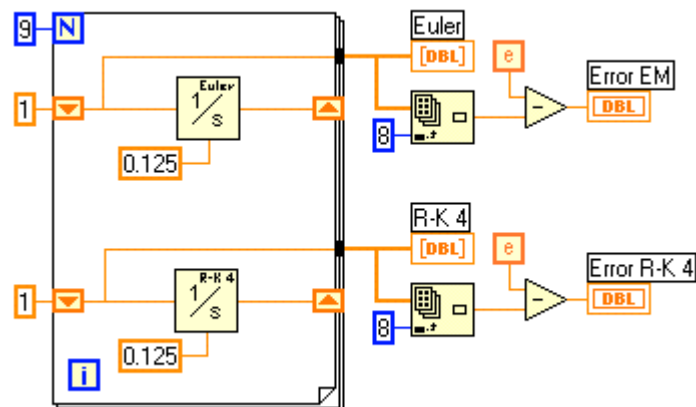 9 N
Euler
[DBL]
e
Error EM
DBL
1
Euler
1/s
8
0.125
R-K 4
[DBL]
e
Error R-K 4
DBL
1
R-K 4
1/s
8
0.125
i